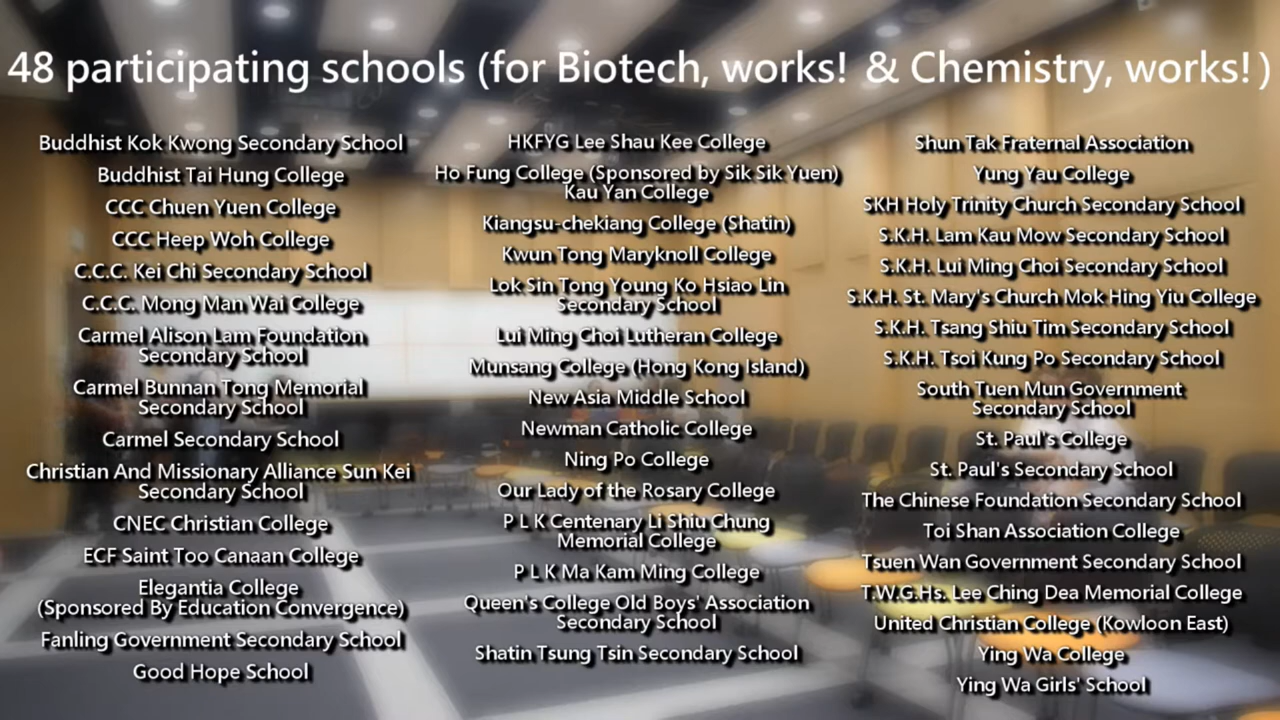 48 participating schools (for Biotech, works! & Chemistry, works!)
Buddhist Kok Kwong Secondary School
Buddhist Tai Hung College
CCC Chuen Yuen College
CCC Heep Woh College
C.C.C. Kei Chi Secondary School
C.C.C. Mong Man Wai College
Carmel Alison Lam Foundation
Secondary School
Carmel Bunnan Tong Memorial
Secondary School
Carmel Secondary School
Christian And Missionary Alliance Sun Kei
Secondary School
CNEC Christian College
ECF Saint Too Canaan College
Elegantia College
(Sponsored By Education Convergence)
Fanling Government Secondary School
Good Hope School
HKFYG Lee Shau Kee College
Ho Fung College (Sponsored by Sik Sik Yuen)
Kau Yan College
Kiangsu-chekiang College (Shatin)
Kwun Tong Maryknoll College
Lok Sin Tong Young Ko Hsiao Lin
Secondary School
Lui Ming Choi Lutheran College
Munsang College (Hong Kong Island)
New Asia Middle School
Newman Catholic College
Ning Po College
Our Lady of the Rosary College
P L K Centenary Li Shiu Chung
Memorial College
P L K Ma Kam Ming College
Queen's College Old Boys' Association
Secondary School
Shatin Tsung Tsin Secondary School
Shun Tak Fraternal Association
Yung Yau College
SKH Holy Trinity Church Secondary School
S.K.H. Lam Kau Mow Secondary School
S.K.H. Lui Ming Choi Secondary School
S.K.H. St. Mary's Church Mok Hing Yiu College
S.K.H. Tsang Shiu Tim Secondary School
S.K.H. Tsoi Kung Po Secondary School
South Tuen Mun Government
Secondary School
St. Paul's College
St. Paul's Secondary School
The Chinese Foundation Secondary School
Toi Shan Association College
Tsuen Wan Government Secondary School
T.W.G.Hs. Lee Ching Dea Memorial College
United Christian College (Kowloon East)
Ying Wa College
Ying Wa Girls' School